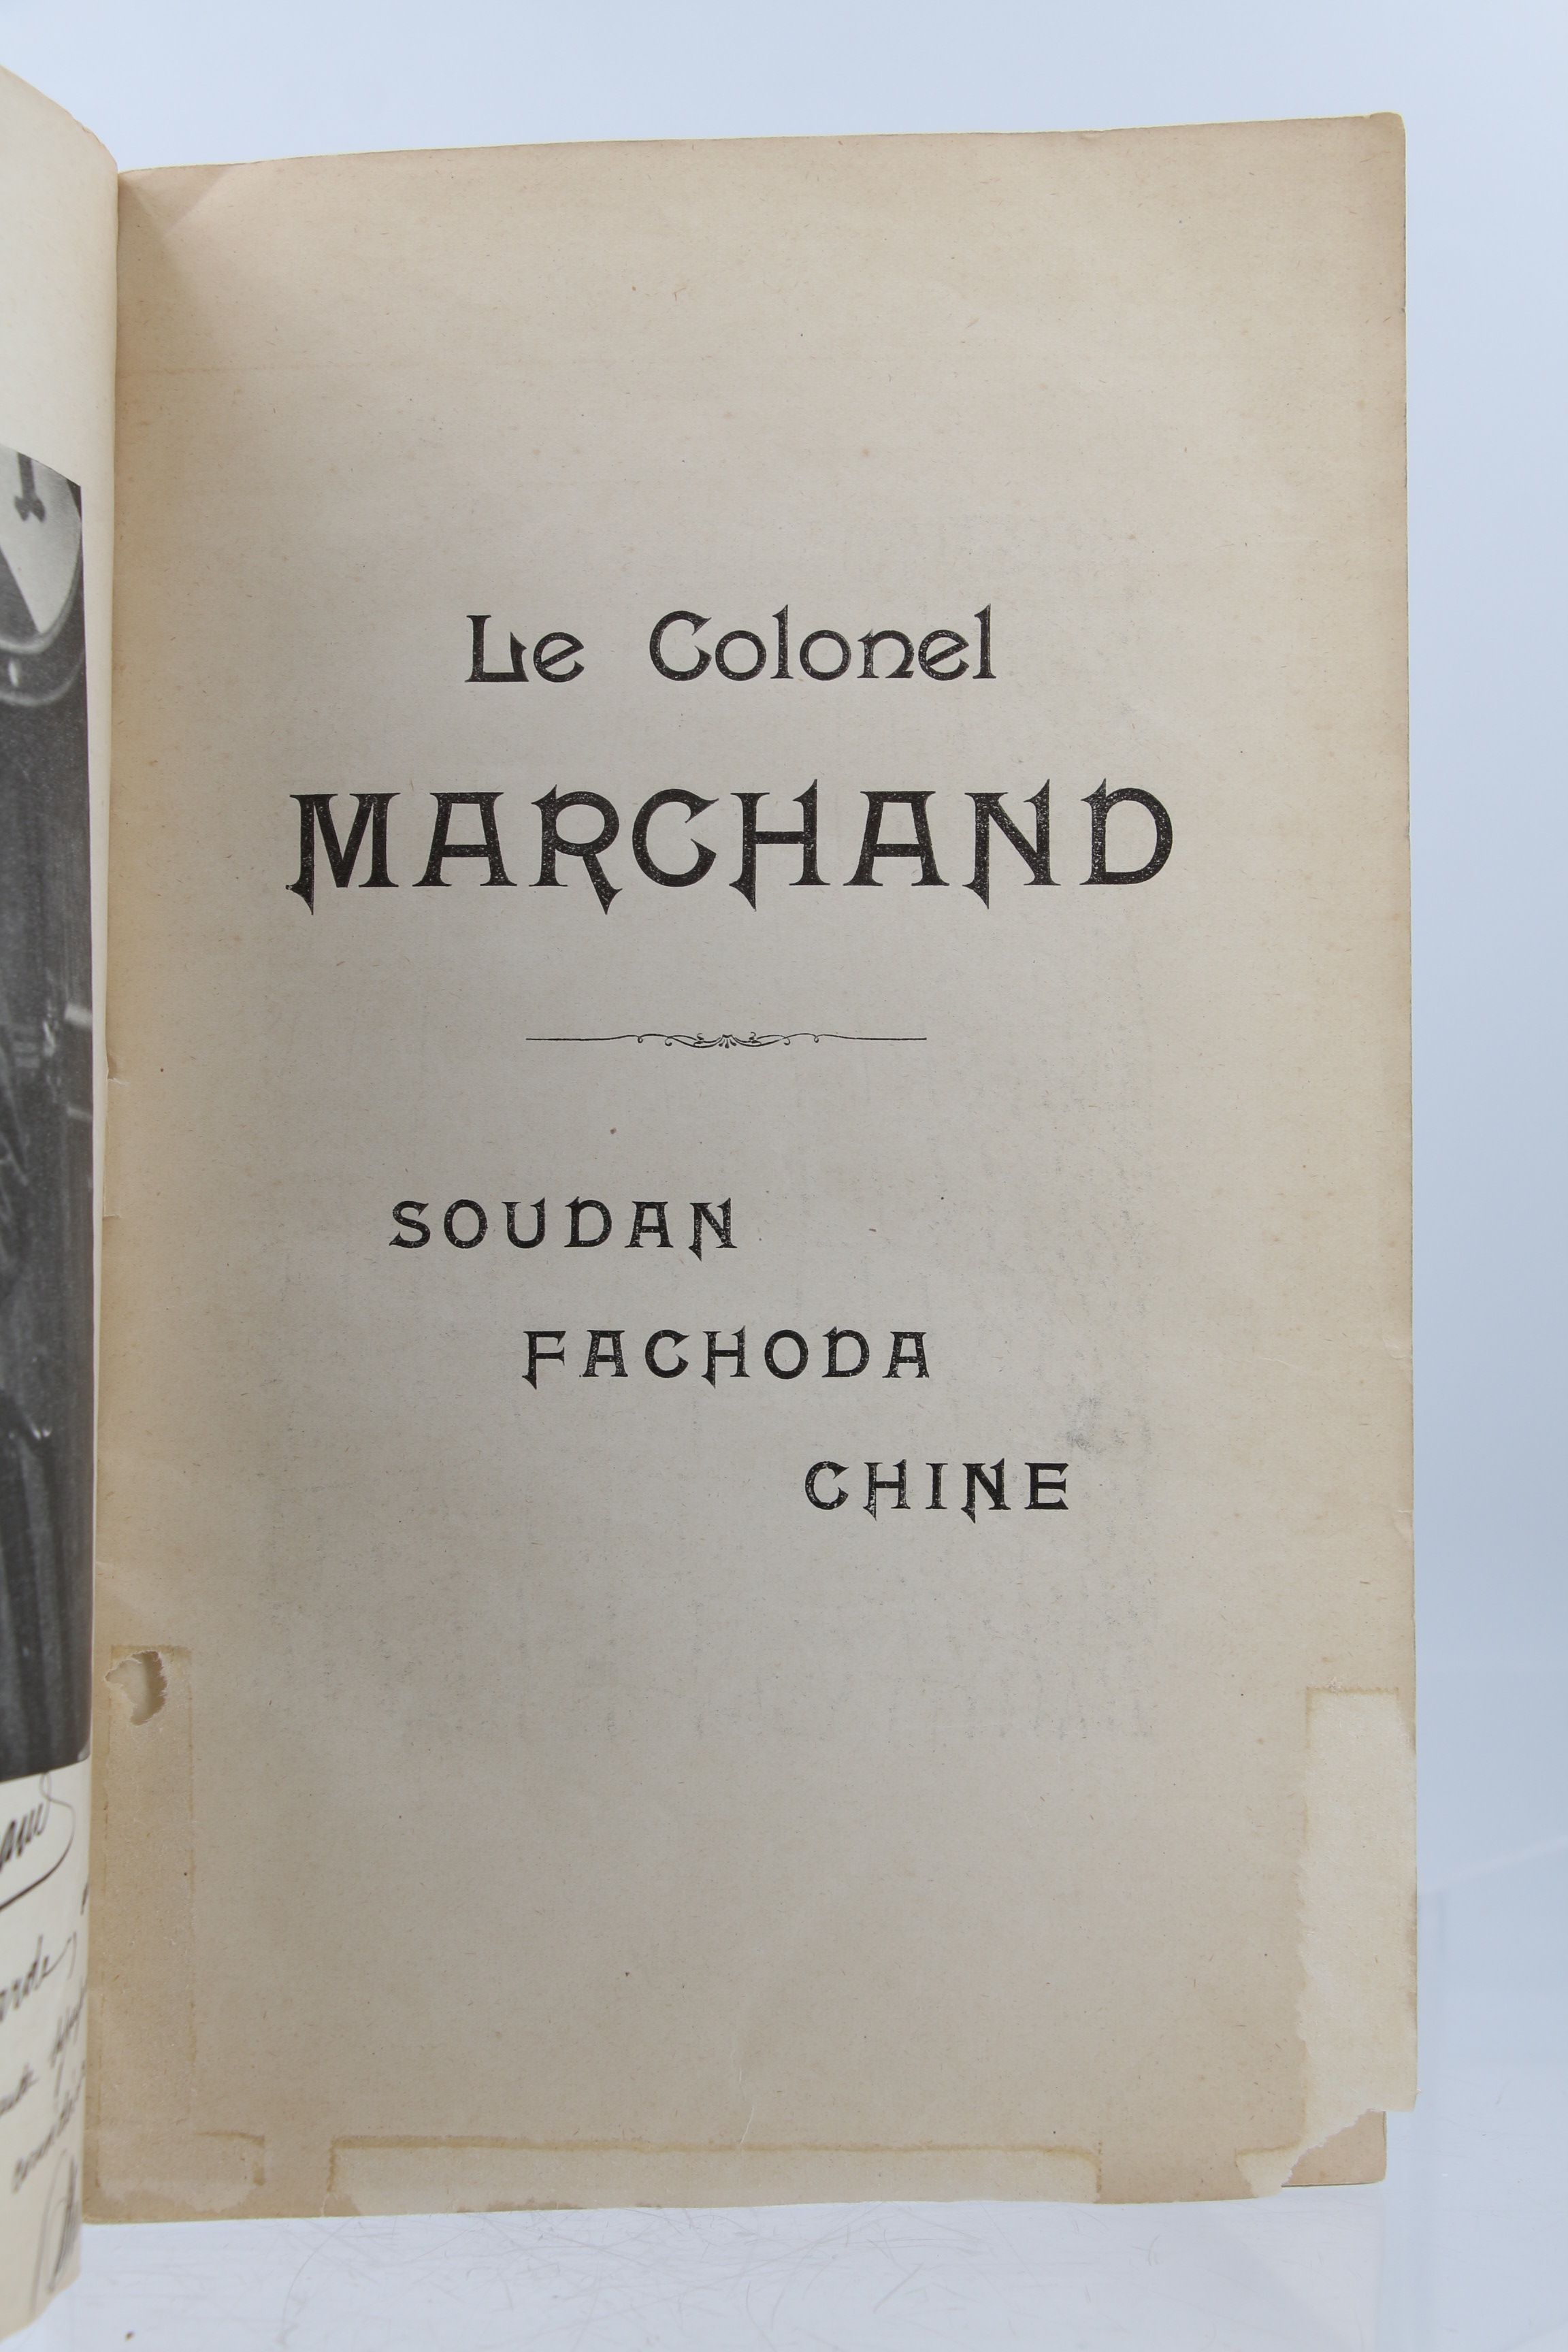 Le Colonel
MARCHAND
SOUDAN
FACHODA
CHINE